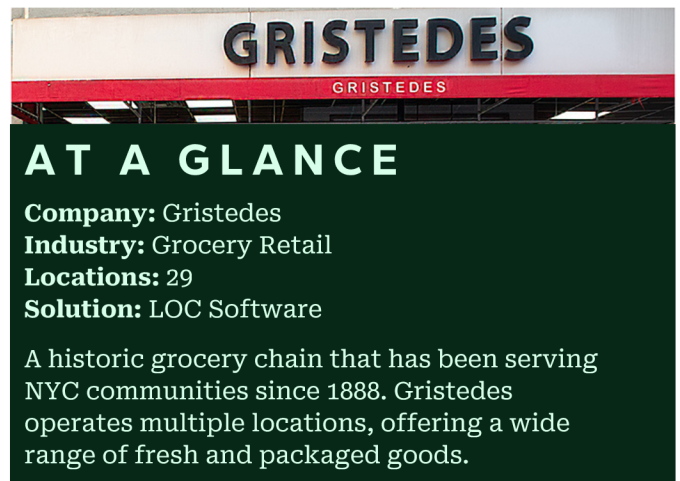 GRISTEDES
GRISTEDES
AT A GLANCE
Company: Gristedes
Industry: Grocery Retail
Locations: 29
Solution: LOC Software
A historic grocery chain that has been serving
NYC communities since 1888. Gristedes
operates multiple locations, offering a wide
range of fresh and packaged goods.